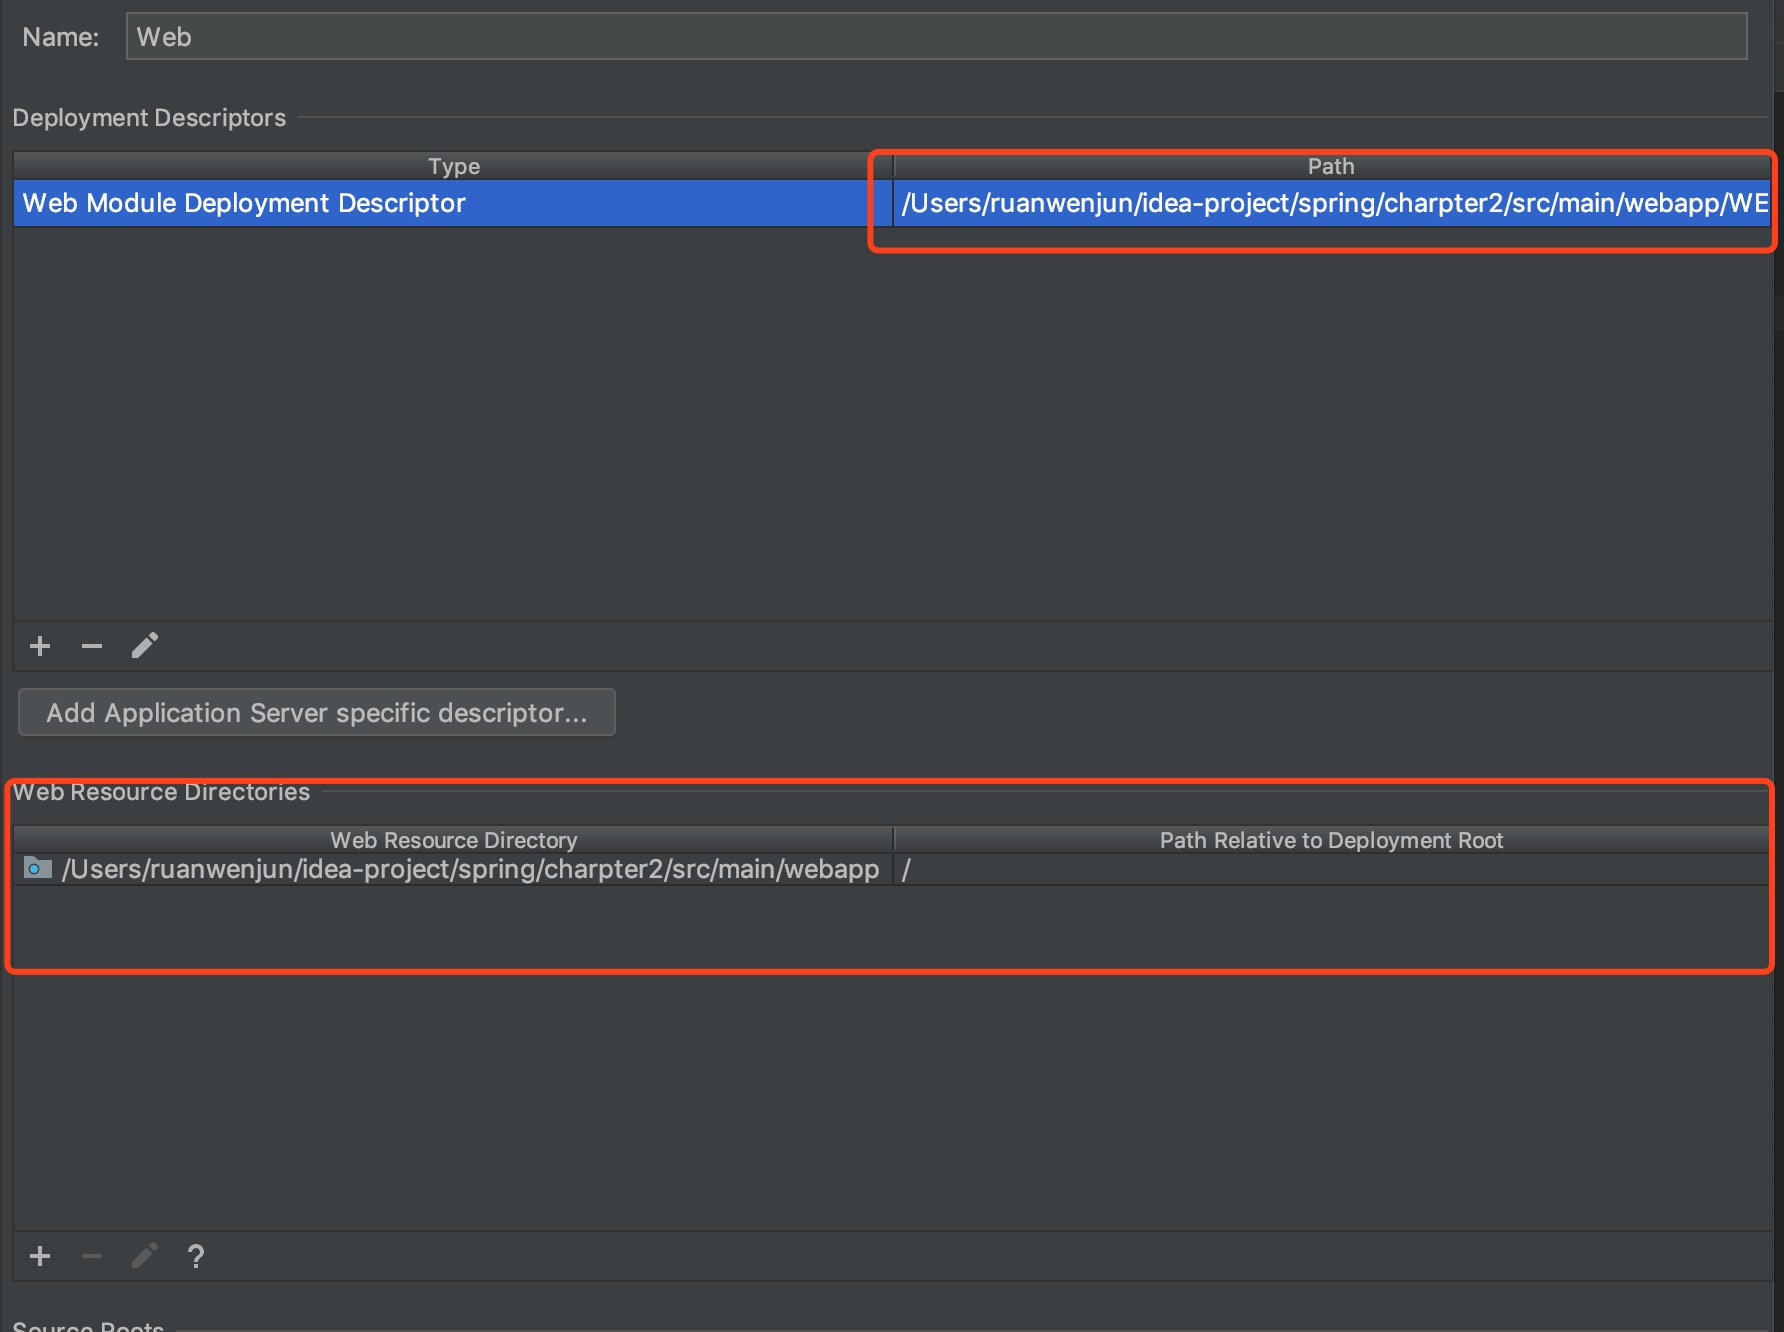 Name: Web
Deployment Descriptors
Type Path
Web Module Deployment Descriptor /Users/ruanwenjun/idea-project/spring/charpter2/src/main/webapp/WE
Add Application Server specific descriptor...
Web Resource Directories
Web Resource Directory Path Relative to Deployment Root
/Users/ruanwenjun/idea-project/spring/charpter2/src/main/webapp /
?
Source Roots